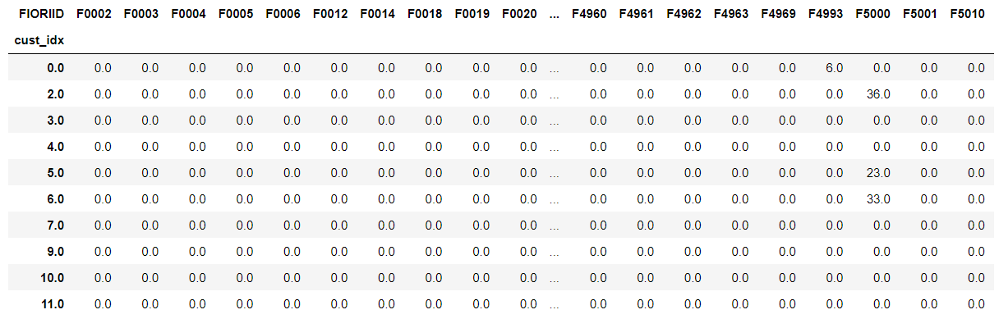 FIORIID F0002 F0003 F0004 F0005 F0006 F0012 F0014 F0018 F0019 F0020 ... F4960 F4961 F4962 F4963 F4969 F4993 F5000 F5001 F5010
cust_idx
0.0 0.0 0.0 0.0 0.0 0.0 0.0 0.0 0.0 0.0 0.0 ... 0.0 0.0 0.0 0.0 0.0 6.0 0.0 0.0 0.0
2.0 0.0 0.0 0.0 0.0 0.0 0.0 0.0 0.0 0.0 0.0 ... 0.0 0.0 0.0 0.0 0.0 0.0 36.0 0.0 0.0
3.0 0.0 0.0 0.0 0.0 0.0 0.0 0.0 0.0 0.0 0.0 ... 0.0 0.0 0.0 0.0 0.0 0.0 0.0 0.0 0.0
4.0 0.0 0.0 0.0 0.0 0.0 0.0 0.0 0.0 0.0 0.0 ... 0.0 0.0 0.0 0.0 0.0 0.0 0.0 0.0 0.0
5.0 0.0 0.0 0.0 0.0 0.0 0.0 0.0 0.0 0.0 0.0 ... 0.0 0.0 0.0 0.0 0.0 0.0 23.0 0.0 0.0
6.0 0.0 0.0 0.0 0.0 0.0 0.0 0.0 0.0 0.0 0.0 ... 0.0 0.0 0.0 0.0 0.0 0.0 33.0 0.0 0.0
7.0 0.0 0.0 0.0 0.0 0.0 0.0 0.0 0.0 0.0 0.0 ... 0.0 0.0 0.0 0.0 0.0 0.0 0.0 0.0 0.0
9.0 0.0 0.0 0.0 0.0 0.0 0.0 0.0 0.0 0.0 0.0 ... 0.0 0.0 0.0 0.0 0.0 0.0 0.0 0.0 0.0
10.0 0.0 0.0 0.0 0.0 0.0 0.0 0.0 0.0 0.0 0.0 ... 0.0 0.0 0.0 0.0 0.0 0.0 0.0 0.0 0.0
11.0 0.0 0.0 0.0 0.0 0.0 0.0 0.0 0.0 0.0 0.0 ... 0.0 0.0 0.0 0.0 0.0 0.0 0.0 0.0 0.0